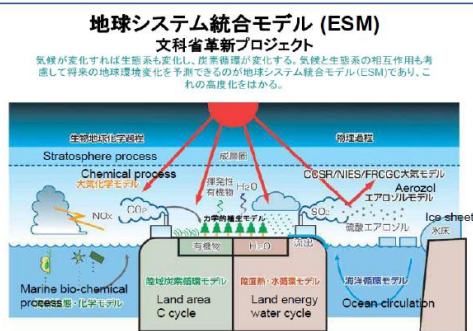 地球システム統合モデル (ESM)
文科省革新プロジェクト
気候が変化すれば生態系も変化し、炭素循環が変化する。気候と生態系の相互作用も考
慮して将来の地球環境変化を予測できるのが地球システム統合モデル(ESM)であり、こ
れの高度化をはかる。
生物地球化学過程
物理過程
Stratosphere process
成層圏
Chemical process
大気化学モデル
CCSR/NIES/FRCGC大気モデル
揮発性
有機物
H2O
Aerozol
エアロゾルモデル
NOx
CO2
力学的植生モデル
SO2
硫酸エアロゾル
Ice sheet
氷床
有機物
H2O
流出
Marine bio-chemical
process
態・化学モデル
陸域炭素循環モデル
Land area
C cycle
陸面熱・水循環モデル
Land energy
water cycle
海洋循環モデル
Ocean circulation